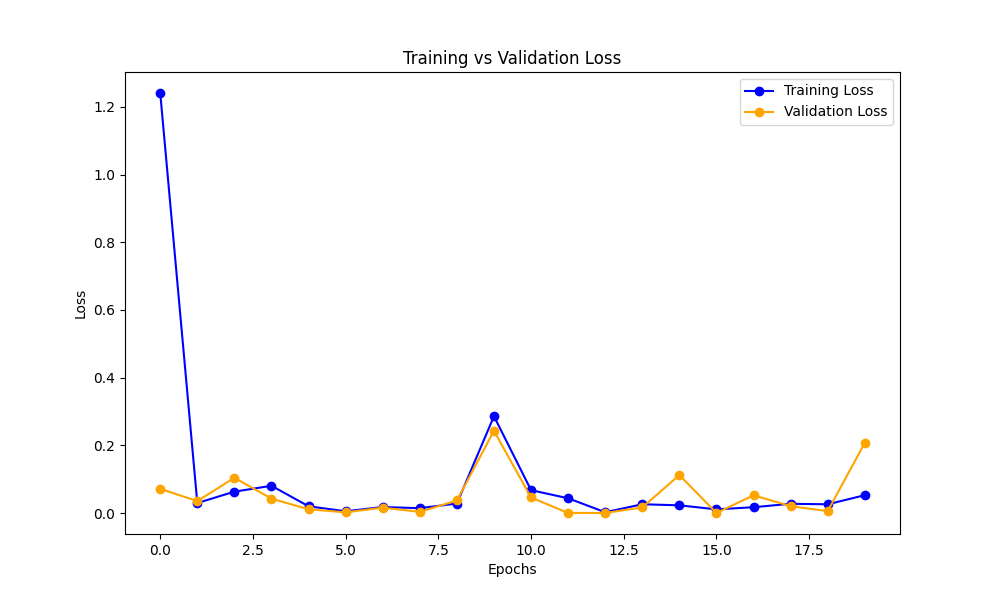 Training vs Validation Loss
Training Loss
Validation Loss
1.2
1.0
0.8
0.6
0.4
0.2
0.0
Loss
0.0 2.5 5.0 7.5 10.0 12.5 15.0 17.5
Epochs